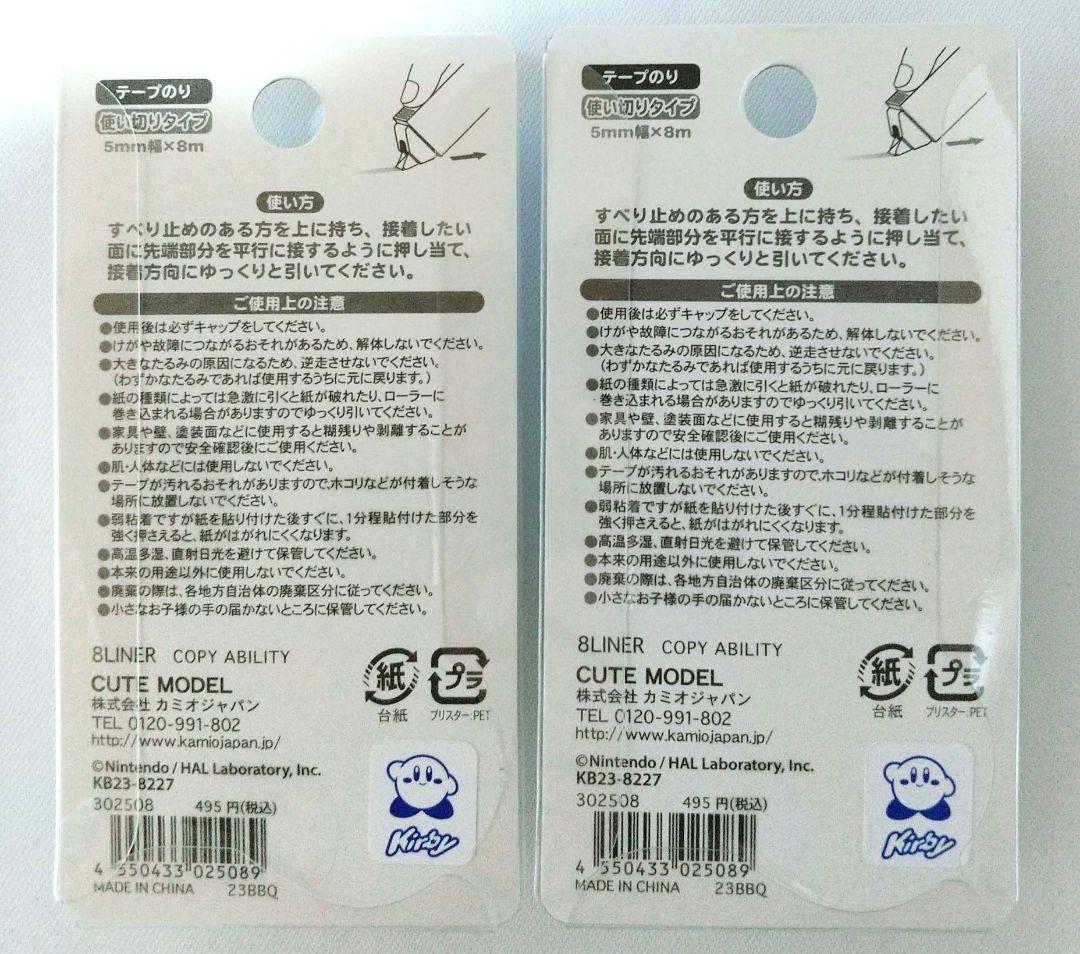 テープのり
使い切りタイプ
5mm幅×8m
使い方
すべり止めのある方を上に持ち、接着したい
面に先端部分を平行に接するように押し当て、
接着方向にゆっくりと引いてください。
ご使用上の注意
●使用後は必ずキャップをしてください。
●けがや故障につながるおそれがあるため、解体しないでください。
●大きなたるみの原因になるため、逆走させないでください。
(わずかなたるみであれば使用するうちに元に戻ります。)
●紙の種類によっては急激に引くと紙が破れたり、ローラーに
巻き込まれる場合がありますのでゆっくり引いてください。
●家具や壁、塗装面などに使用すると糊残りや剥離することが
ありますので安全確認後にご使用ください。
●肌・人体などには使用しないでください。
●テープが汚れるおそれがありますので、ホコリなどが付着しそうな
場所に放置しないでください。
●弱粘着ですが紙を貼り付けた後すぐに、1分程貼付けた部分を
強く押さえると、紙がはがれにくくなります。
●高温多湿、直射日光を避けて保管してください。
●本来の用途以外に使用しないでください。
●廃棄の際は、各地方自治体の廃棄区分に従ってください。
●小さなお子様の手の届かないところに保管してください。
8LINER COPY ABILITY
CUTE MODEL
株式会社 カミオジャパン
TEL 0120-991-802
http://www.kamiojapan.jp/
紙
台紙
プラ
ブリスター:PET
©Nintendo / HAL Laboratory, Inc.
KB23-8227
302508 495円(税込)
4 550433 025089
MADE IN CHINA 23BBQ
Kirby
テープのり
使い切りタイプ
5mm幅×8m
使い方
すべり止めのある方を上に持ち、接着したい
面に先端部分を平行に接するように押し当て、
接着方向にゆっくりと引いてください。
ご使用上の注意
●使用後は必ずキャップをしてください。
●けがや故障につながるおそれがあるため、解体しないでください。
●大きなたるみの原因になるため、逆走させないでください。
(わずかなたるみであれば使用するうちに元に戻ります。)
●紙の種類によっては急激に引くと紙が破れたり、ローラーに
巻き込まれる場合がありますのでゆっくり引いてください。
●家具や壁、塗装面などに使用すると糊残りや剥離することが
ありますので安全確認後にご使用ください。
●肌・人体などには使用しないでください。
●テープが汚れるおそれがありますので、ホコリなどが付着しそうな
場所に放置しないでください。
●弱粘着ですが紙を貼り付けた後すぐに、1分程貼付けた部分を
強く押さえると、紙がはがれにくくなります。
●高温多湿、直射日光を避けて保管してください。
●本来の用途以外に使用しないでください。
●廃棄の際は、各地方自治体の廃棄区分に従ってください。
●小さなお子様の手の届かないところに保管してください。
8LINER COPY ABILITY
CUTE MODEL
株式会社 カミオジャパン
TEL 0120-991-802
http://www.kamiojapan.jp/
紙
台紙
プラ
ブリスター:PET
©Nintendo / HAL Laboratory, Inc.
KB23-8227
302508 495円(税込)
4 550433 025089
MADE IN CHINA 23BBQ
Kirby